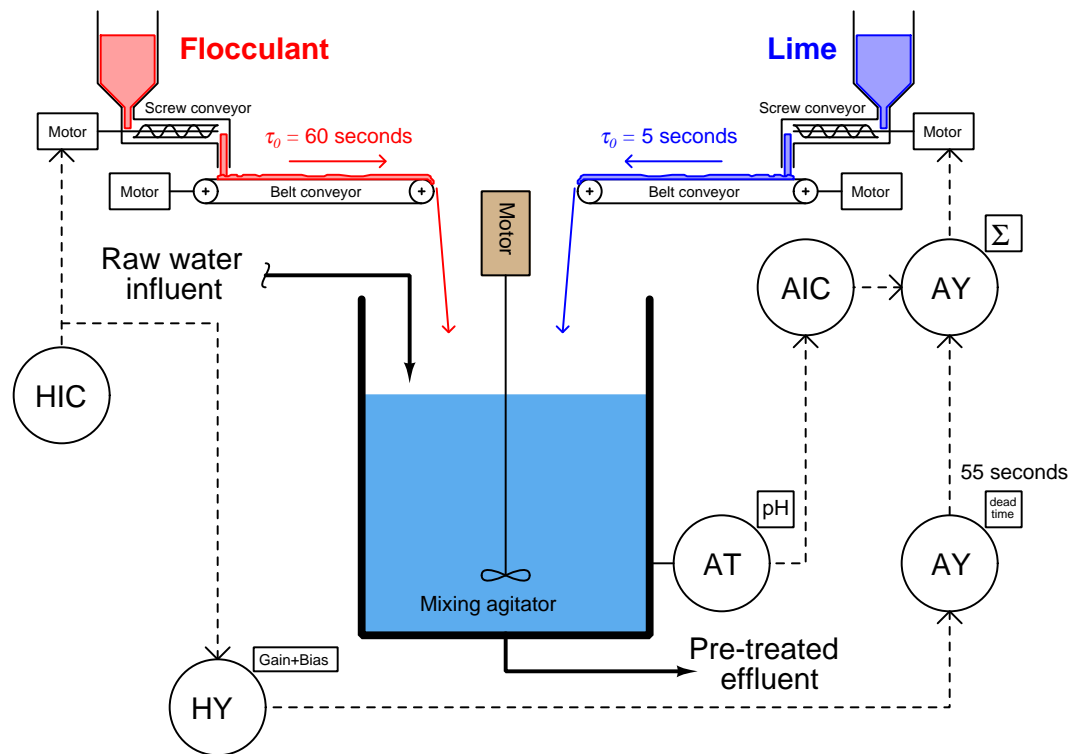 Flocculant
Lime
Screw conveyor
Screw conveyor
Motor
τ0 = 60 seconds
τ0 = 5 seconds
Motor
Motor
+
Belt conveyor
+
+
Belt conveyor
+
Motor
Motor
Σ
Raw water
influent
AIC
AY
HIC
55 seconds
pH
dead
time
AT
AY
Mixing agitator
Gain+Bias
Pre-treated
effluent
HY